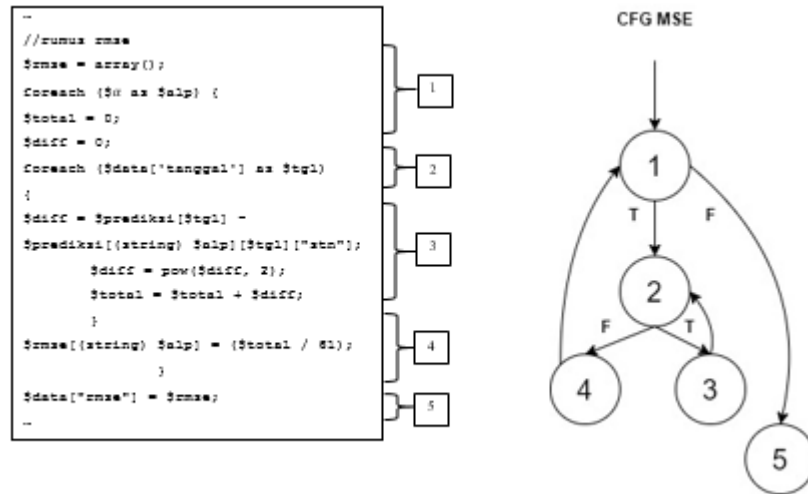 …
//rumus rmse
$rmse = array();
foreach ($α as $alp) {
$total = 0;
$diff = 0;
foreach ($data["tanggal"] as $tgl)
{
$diff = $prediksi[$tgl] -
$prediksi[(string) $alp][$tgl]["stn"];
$diff = pow($diff, 2);
$total = $total + $diff;
}
$rmse[(string) $alp] = ($total / 61);
}
$data["rmse"] = $rmse;
…
1
2
3
4
5
CFG MSE
1
T F
2
F T
4 3
5